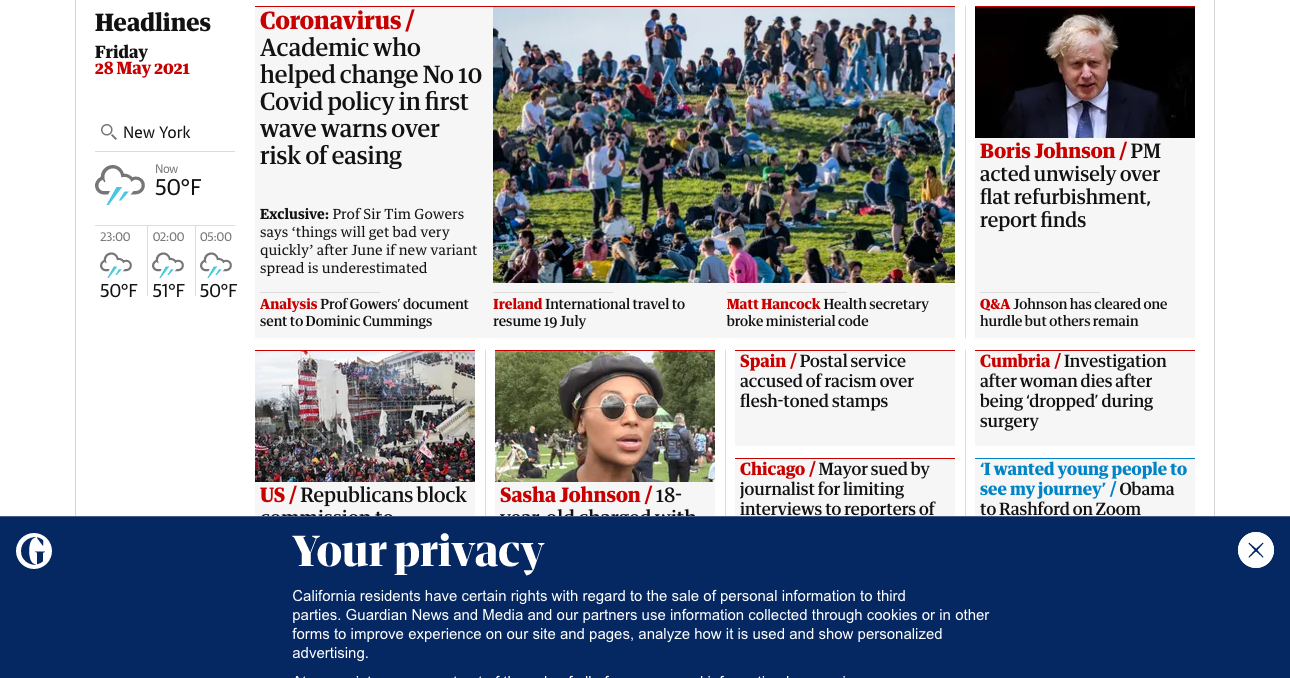 Headlines
Friday
28 May 2021
New York
Now
50°F
23:00
02:00
05:00
50°F
51°F
50°F
Coronavirus /
Academic who
helped change No 10
Covid policy in first
wave warns over
risk of easing
Exclusive: Prof Sir Tim Gowers
says ‘things will get bad very
quickly’ after June if new variant
spread is underestimated
Analysis Prof Gowers’ document
sent to Dominic Cummings
Ireland International travel to
resume 19 July
Matt Hancock Health secretary
broke ministerial code
Boris Johnson / PM
acted unwisely over
flat refurbishment,
report finds
Q&A Johnson has cleared one
hurdle but others remain
US / Republicans block
commission to
Sasha Johnson / 18-
year-old charged with
Spain / Postal service
accused of racism over
flesh-toned stamps
Chicago / Mayor sued by
journalist for limiting
interviews to reporters of
Cumbria / Investigation
after woman dies after
being ‘dropped’ during
surgery
‘I wanted young people to
see my journey’ / Obama
to Rashford on Zoom
Your privacy
California residents have certain rights with regard to the sale of personal information to third
parties. Guardian News and Media and our partners use information collected through cookies or in other
forms to improve experience on our site and pages, analyze how it is used and show personalized
advertising.